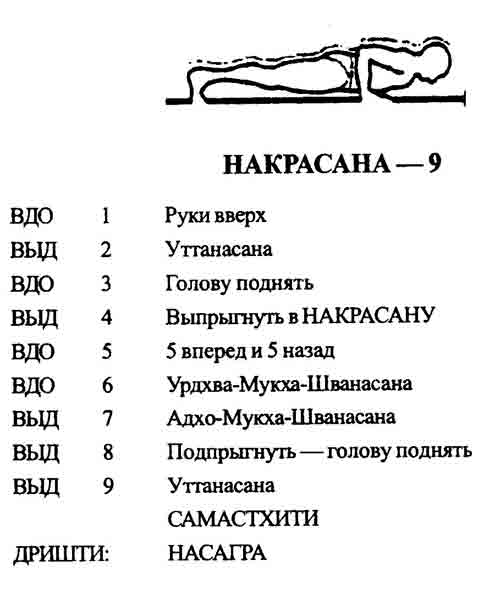 НАКРАСАНА — 9
ВДО 1 Руки вверх
ВЫД 2 Уттанасана
ВДО 3 Голову поднять
ВЫД 4 Выпрыгнуть в НАКРАСАНУ
ВДО 5 5 вперед и 5 назад
ВДО 6 Урдхва-Мукха-Шванасана
ВЫД 7 Адхо-Мукха-Шванасана
ВЫД 8 Подпрыгнуть — голову поднять
ВЫД 9 Уттанасана
САМАСТХИТИ
ДРИШТИ: НАСАГРА